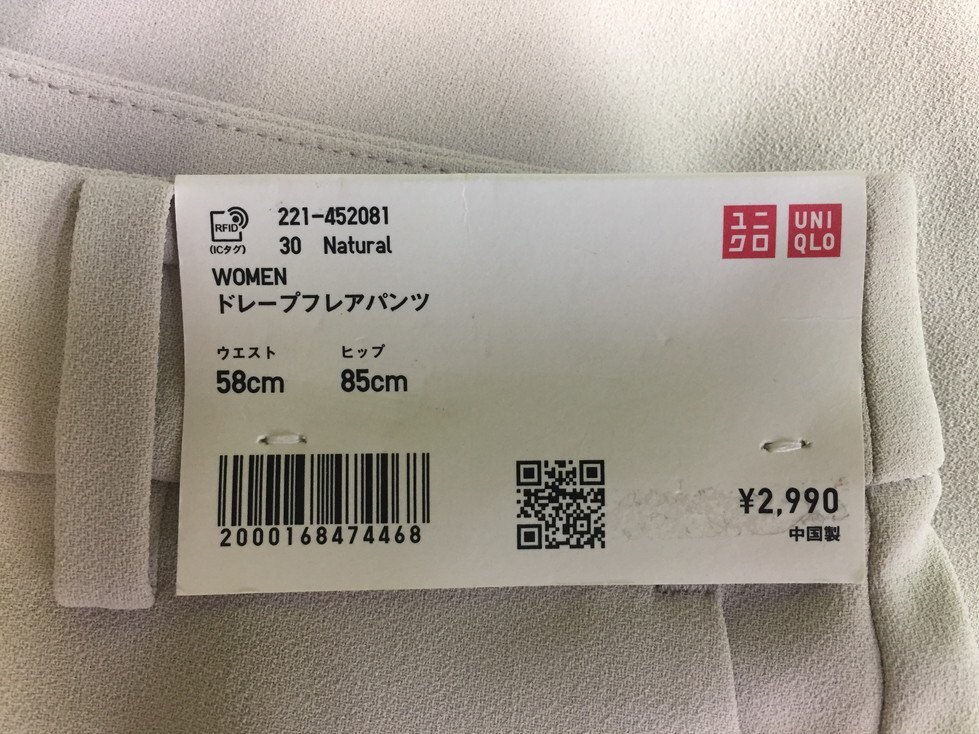 221-452081
RFID
(ICタグ)
30 Natural
WOMEN
ドレープフレアパンツ
ユニ
クロ
UNI
QLO
ウエスト ヒップ
58cm 85cm
2000168474468
¥2,990
中国製